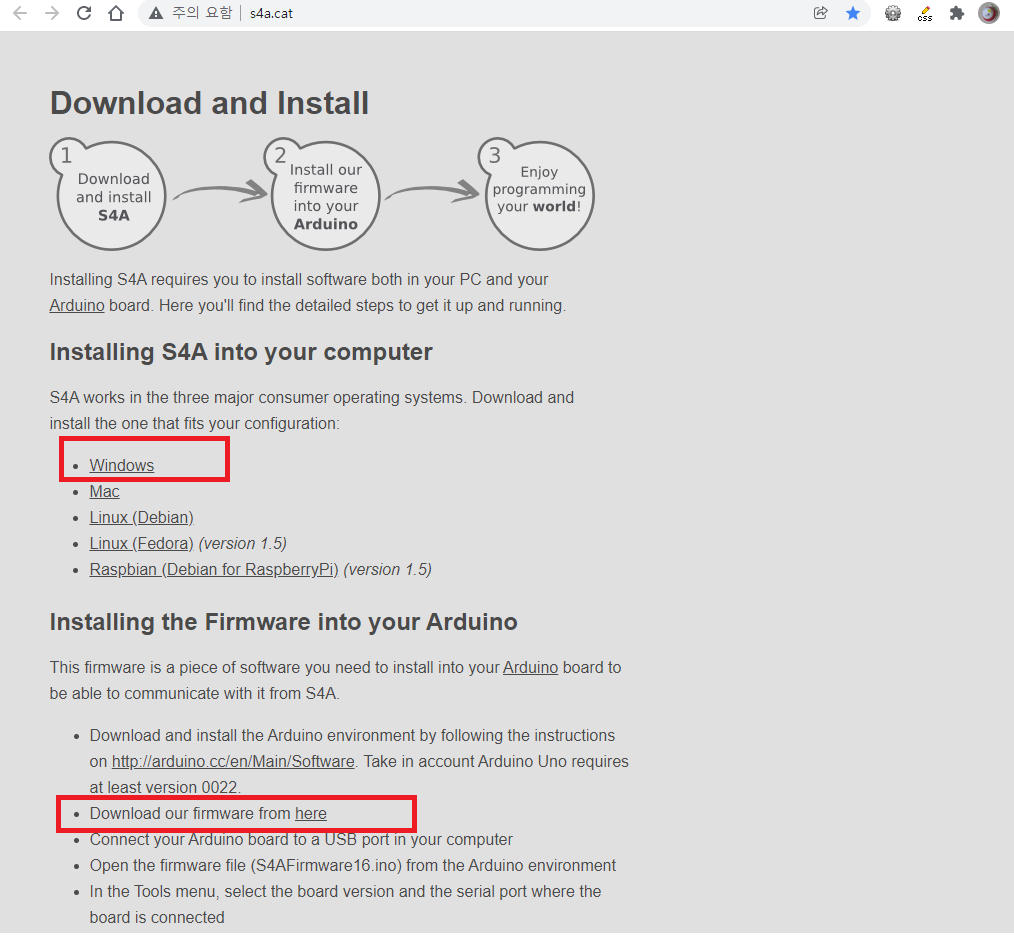 주의 요함 | s4a.cat
Download and Install
1
Download
and install
S4A
2
Install our
firmware
into your
Arduino
3
Enjoy
programming
your world!
Installing S4A requires you to install software both in your PC and your
Arduino board. Here you'll find the detailed steps to get it up and running.
Installing S4A into your computer
S4A works in the three major consumer operating systems. Download and
install the one that fits your configuration:
• Windows
• Mac
• Linux (Debian)
• Linux (Fedora) (version 1.5)
• Raspbian (Debian for RaspberryPi) (version 1.5)
Installing the Firmware into your Arduino
This firmware is a piece of software you need to install into your Arduino board to
be able to communicate with it from S4A.
• Download and install the Arduino environment by following the instructions
on http://arduino.cc/en/Main/Software. Take in account Arduino Uno requires
at least version 0022.
• Download our firmware from here
• Connect your Arduino board to a USB port in your computer
• Open the firmware file (S4AFirmware16.ino) from the Arduino environment
• In the Tools menu, select the board version and the serial port where the
board is connected
css